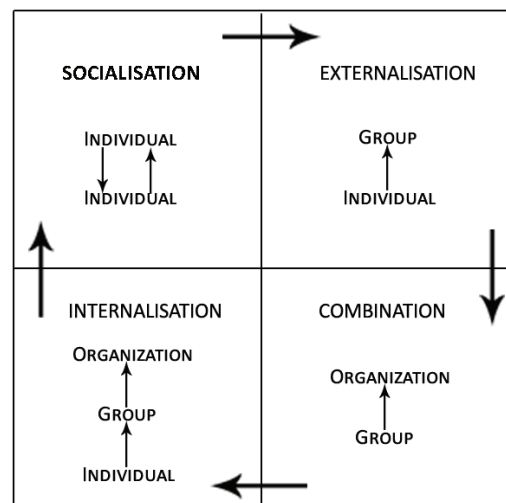 SOCIALISATION
INDIVIDUAL
INDIVIDUAL
EXTERNALISATION
GROUP
INDIVIDUAL
INTERNALISATION
ORGANIZATION
GROUP
INDIVIDUAL
COMBINATION
ORGANIZATION
GROUP